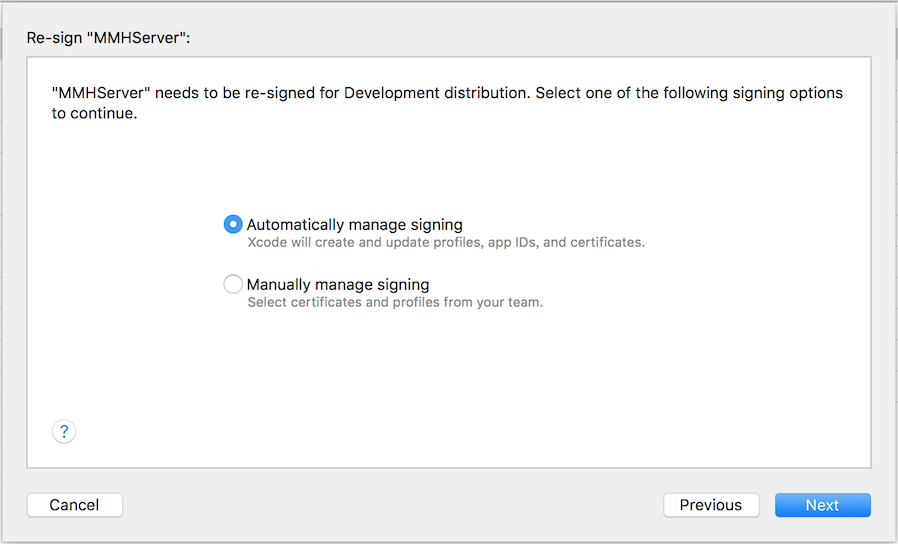 Re-sign "MMHServer":
"MMHServer" needs to be re-signed for Development distribution. Select one of the following signing options
to continue.
Automatically manage signing
Xcode will create and update profiles, app IDs, and certificates.
Manually manage signing
Select certificates and profiles from your team.
?
Cancel
Previous
Next